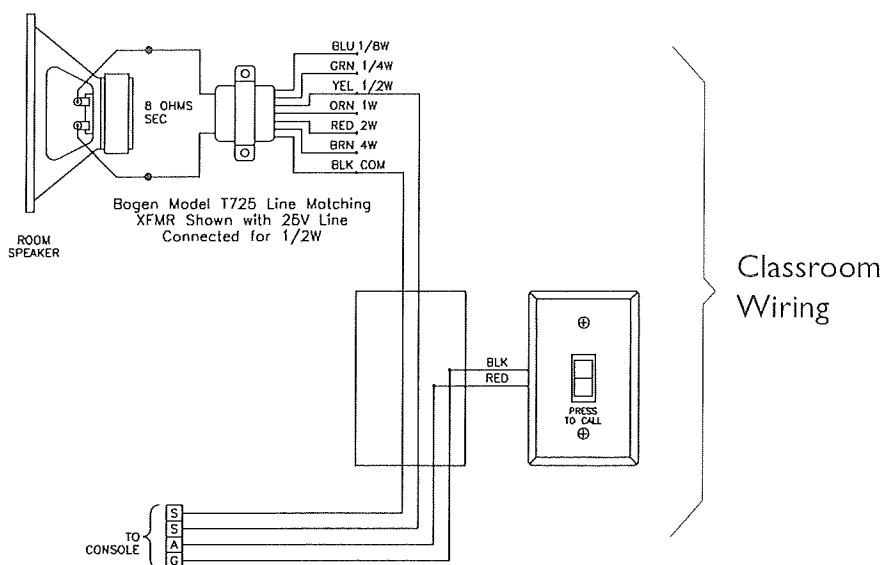 BLU 1/8W
GRN 1/4W
YEL 1/2W
ORN 1W
RED 2W
BRN 4W
BLK COM
8 OHMS
SEC
Bogen Model T725 Line Matching
XFMR Shown with 25V Line
Connected for 1/2W
ROOM
SPEAKER
Classroom
Wiring
BLK
RED
PRESS
TO CALL
TO
CONSOLE
S
S
A
G